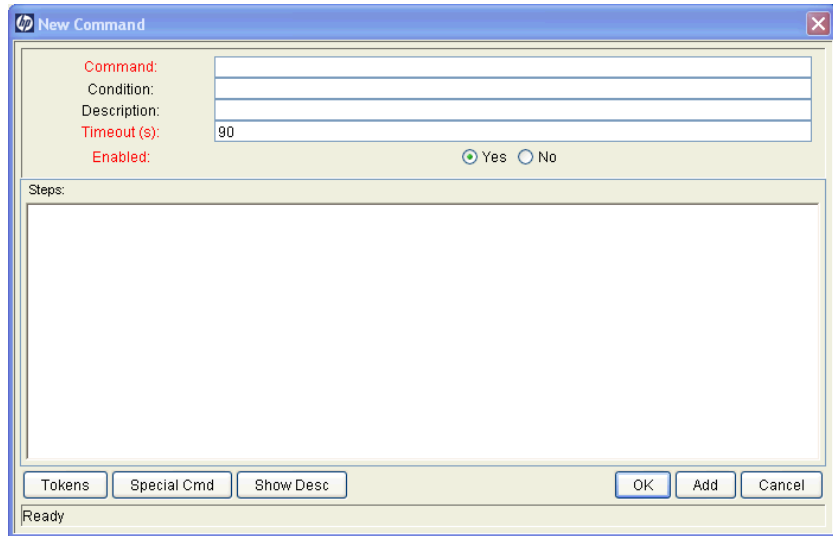 hp New Command
Command:
Condition:
Description:
Timeout (s): 90
Enabled: Yes No
Steps:
Tokens Special Cmd Show Desc OK Add Cancel
Ready